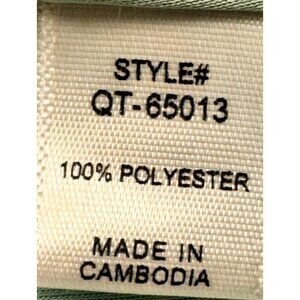 STYLE#
QT-65013
100% POLYESTER
MADE IN
CAMBODIA